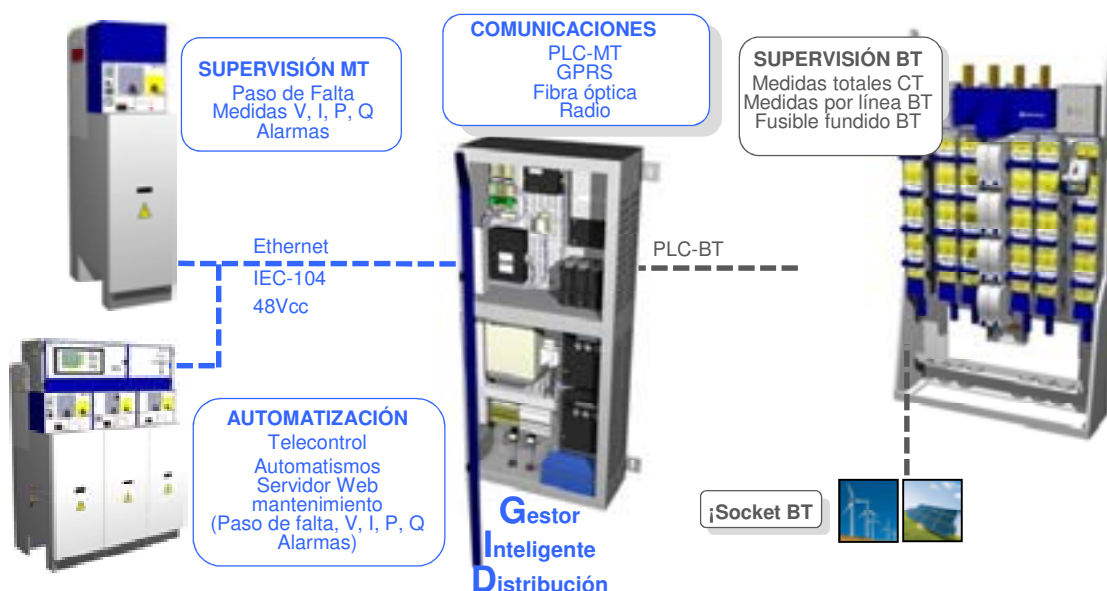 SUPERVISIÓN MT
Paso de Falta
Medidas V, I, P, Q
Alarmas
COMUNICACIONES
PLC-MT
GPRS
Fibra óptica
Radio
SUPERVISIÓN BT
Medidas totales CT
Medidas por línea BT
Fusible fundido BT
Ethernet
IEC-104
48Vcc
PLC-BT
AUTOMATIZACIÓN
Telecontrol
Automatismos
Servidor Web
mantenimiento
(Paso de falta, V, I, P, Q
Alarmas)
Gestor
Inteligente
Distribución
¡Socket BT